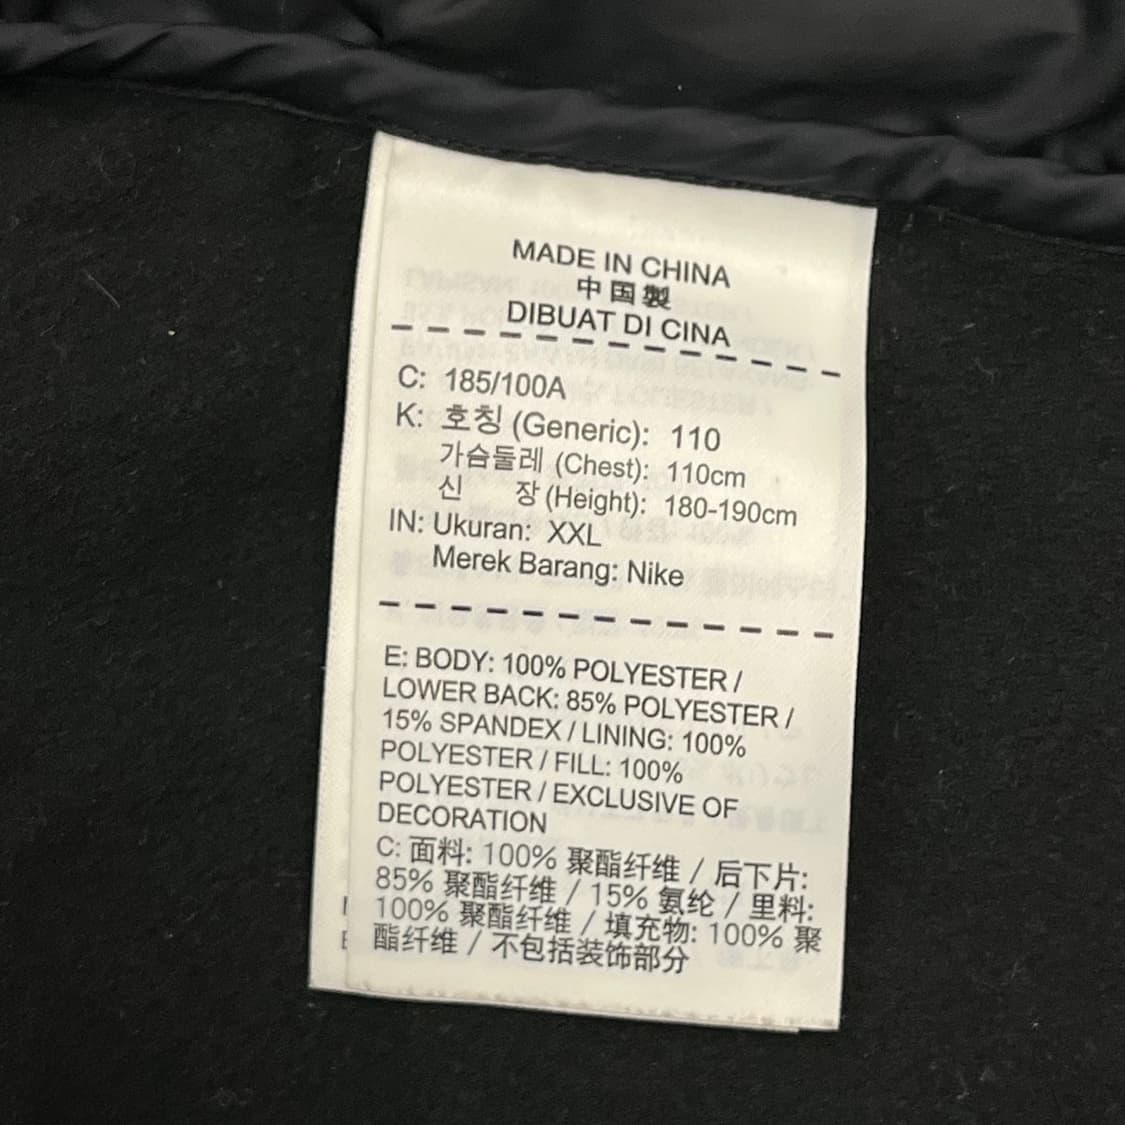 MADE IN CHINA
中国製
DIBUAT DI CINA
C: 185/100A
K: 호칭 (Generic): 110
가슴둘레 (Chest): 110cm
신 장 (Height): 180-190cm
IN: Ukuran: XXL
Merek Barang: Nike
E: BODY: 100% POLYESTER /
LOWER BACK: 85% POLYESTER /
15% SPANDEX / LINING: 100%
POLYESTER / FILL: 100%
POLYESTER / EXCLUSIVE OF
DECORATION
C: 面料: 100% 聚酯纤维 / 后下片:
85% 聚酯纤维 / 15% 氨纶 / 里料:
100% 聚酯纤维 / 填充物: 100% 聚
酯纤维 / 不包括装饰部分